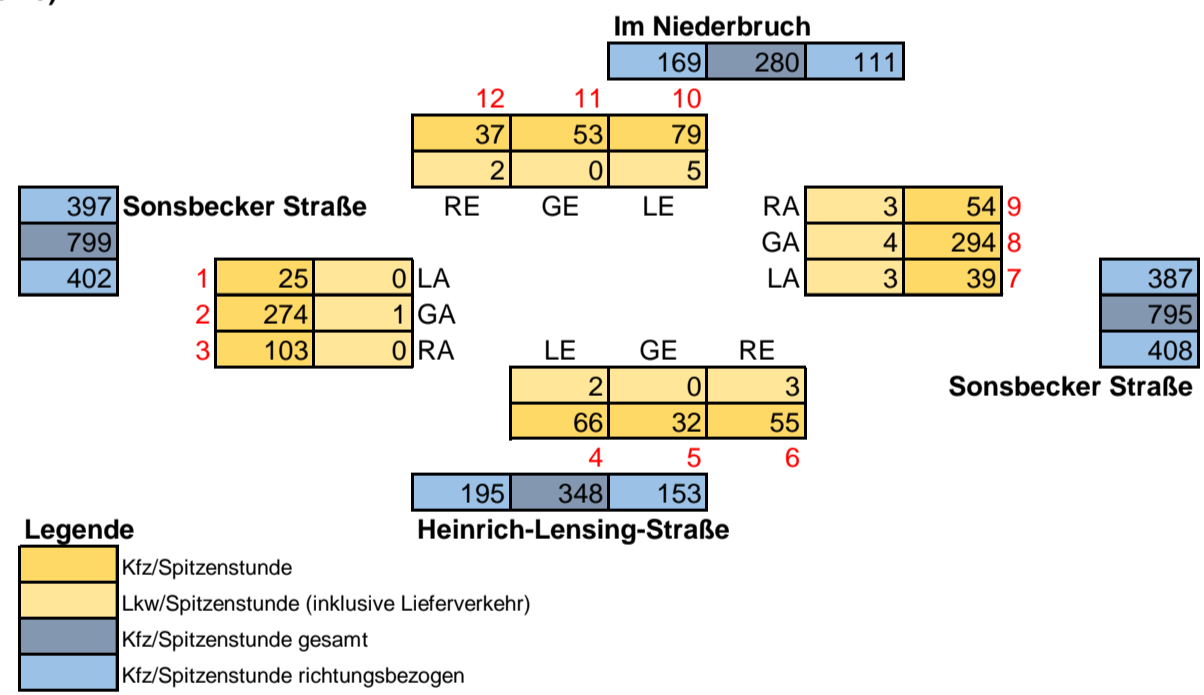 Im Niederbruch
169 280 111
12 11 10
37 53 79
2 0 5
397 Sonsbecker Straße RE GE LE RA 3 54 9
799 GA 4 294 8
402 1 25 0 LA LA 3 39 7 387
2 274 1 GA 795
3 103 0 RA LE GE RE 408
2 0 3 Sonsbecker Straße
66 32 55
4 5 6
195 348 153
Legende Heinrich-Lensing-Straße
Kfz/Spitzenstunde
Lkw/Spitzenstunde (inklusive Lieferverkehr)
Kfz/Spitzenstunde gesamt
Kfz/Spitzenstunde richtungsbezogen